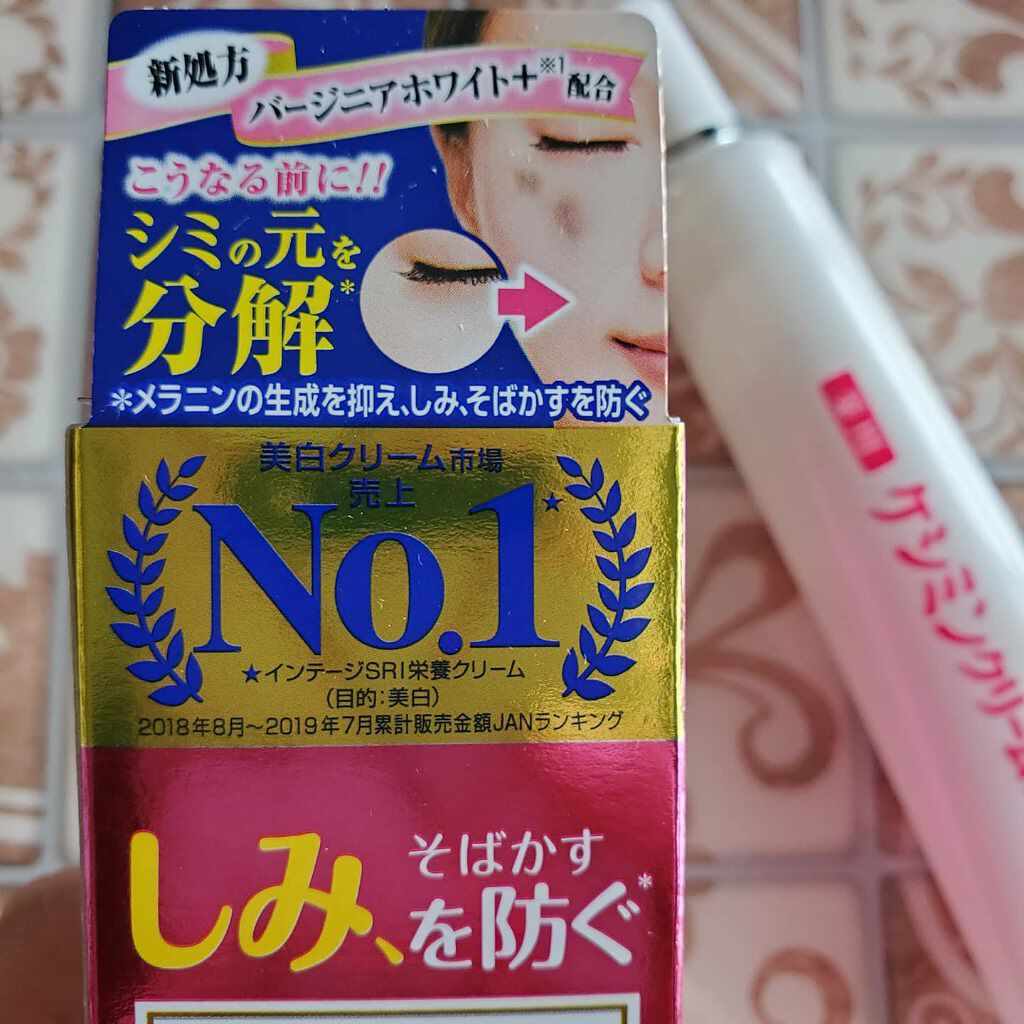 新処方
バージニアホワイト+※1配合
こうなる前に!!
シミの元を
分解*
*メラニンの生成を抑え、しみ、そばかすを防ぐ
美白クリーム市場
売上
No.1★
★インテージSRI栄養クリーム
(目的:美白)
2018年8月~2019年7月累計販売金額JANランキング
しみ、そばかす
を防ぐ*
ケシミンクリーム